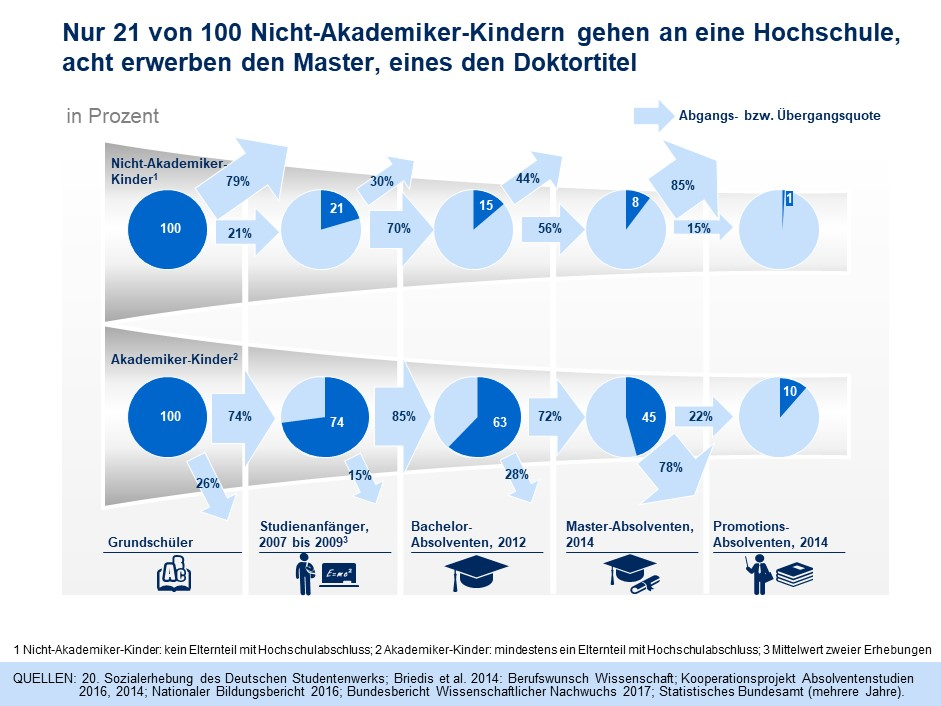 Nur 21 von 100 Nicht-Akademiker-Kindern gehen an eine Hochschule,
acht erwerben den Master, eines den Doktortitel
in Prozent
Abgangs- bzw. Übergangsquote
Nicht-Akademiker-
Kinder1
79%
30%
44%
85%
100
21%
21
70%
15
56%
8
15%
1
Akademiker-Kinder2
100
74%
74
85%
63
72%
45
22%
10
26%
15%
28%
78%
Grundschüler
Studienanfänger,
2007 bis 20093
Bachelor-
Absolventen, 2012
Master-Absolventen,
2014
Promotions-
Absolventen, 2014
E=mc²
1 Nicht-Akademiker-Kinder: kein Elternteil mit Hochschulabschluss; 2 Akademiker-Kinder: mindestens ein Elternteil mit Hochschulabschluss; 3 Mittelwert zweier Erhebungen
QUELLEN: 20. Sozialerhebung des Deutschen Studentenwerks; Briedis et al. 2014: Berufswunsch Wissenschaft; Kooperationsprojekt Absolventenstudien
2016, 2014; Nationaler Bildungsbericht 2016; Bundesbericht Wissenschaftlicher Nachwuchs 2017; Statistisches Bundesamt (mehrere Jahre).